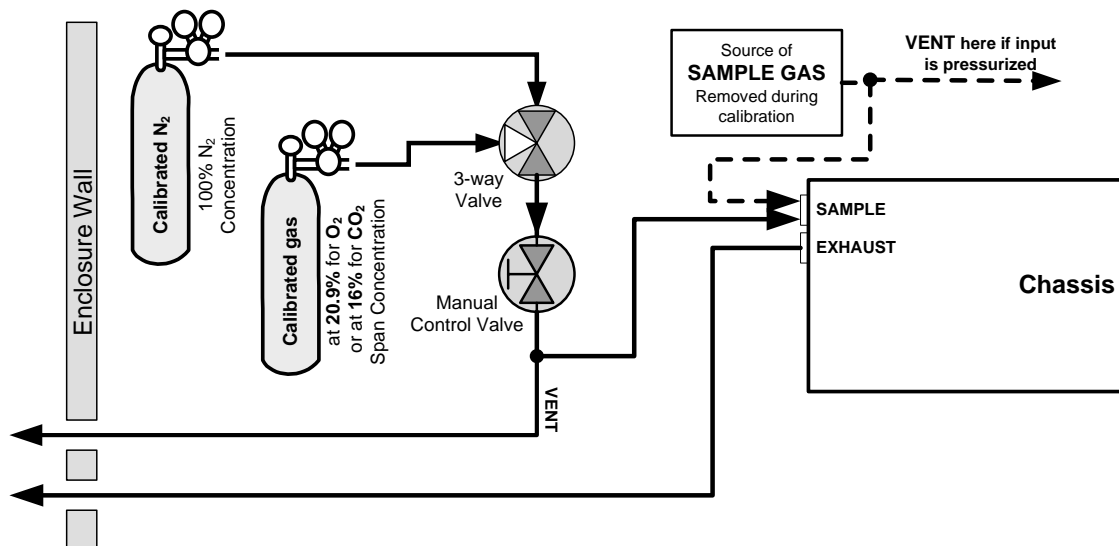 Enclosure Wall
Calibrated N₂
100% N₂
Concentration
Calibrated gas
at 20.9% for O₂
or at 16% for CO₂
Span Concentration
3-way
Valve
Manual
Control Valve
VENT
Source of
SAMPLE GAS
Removed during
calibration
VENT here if input
is pressurized
SAMPLE
EXHAUST
Chassis